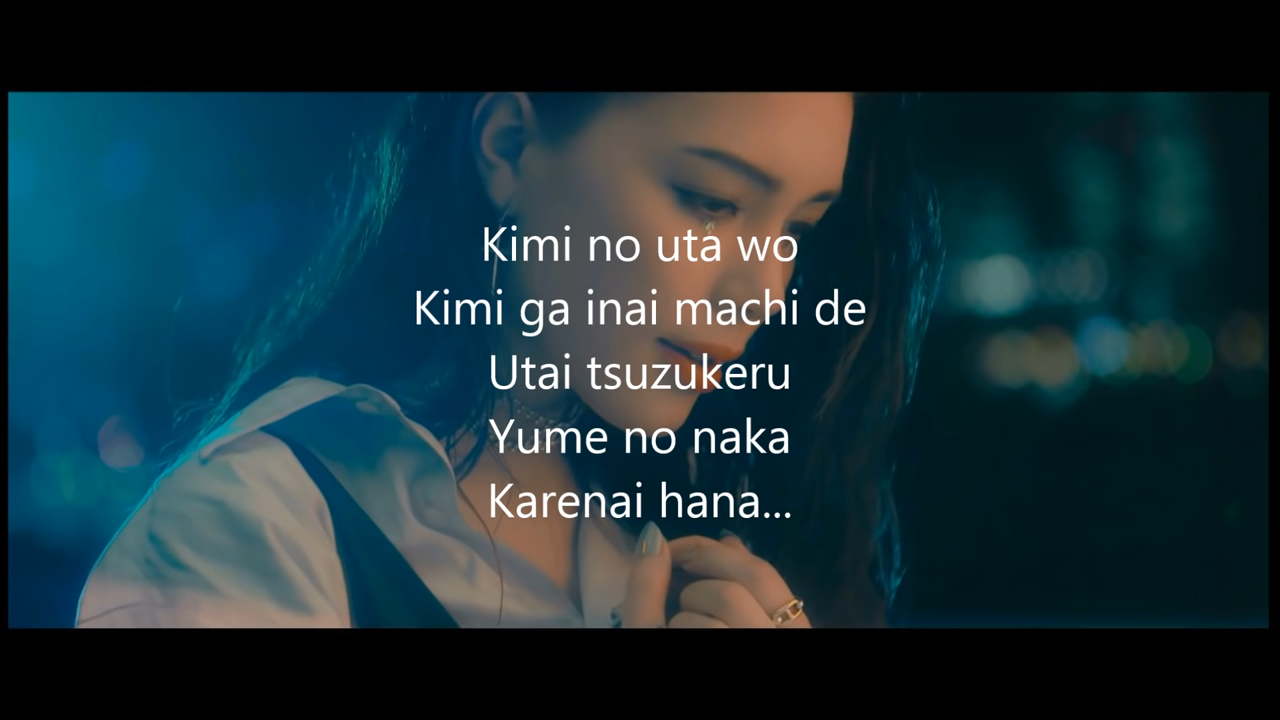 Kimi no uta wo
Kimi ga inai machi de
Utai tsuzukeru
Yume no naka
Karenai hana...